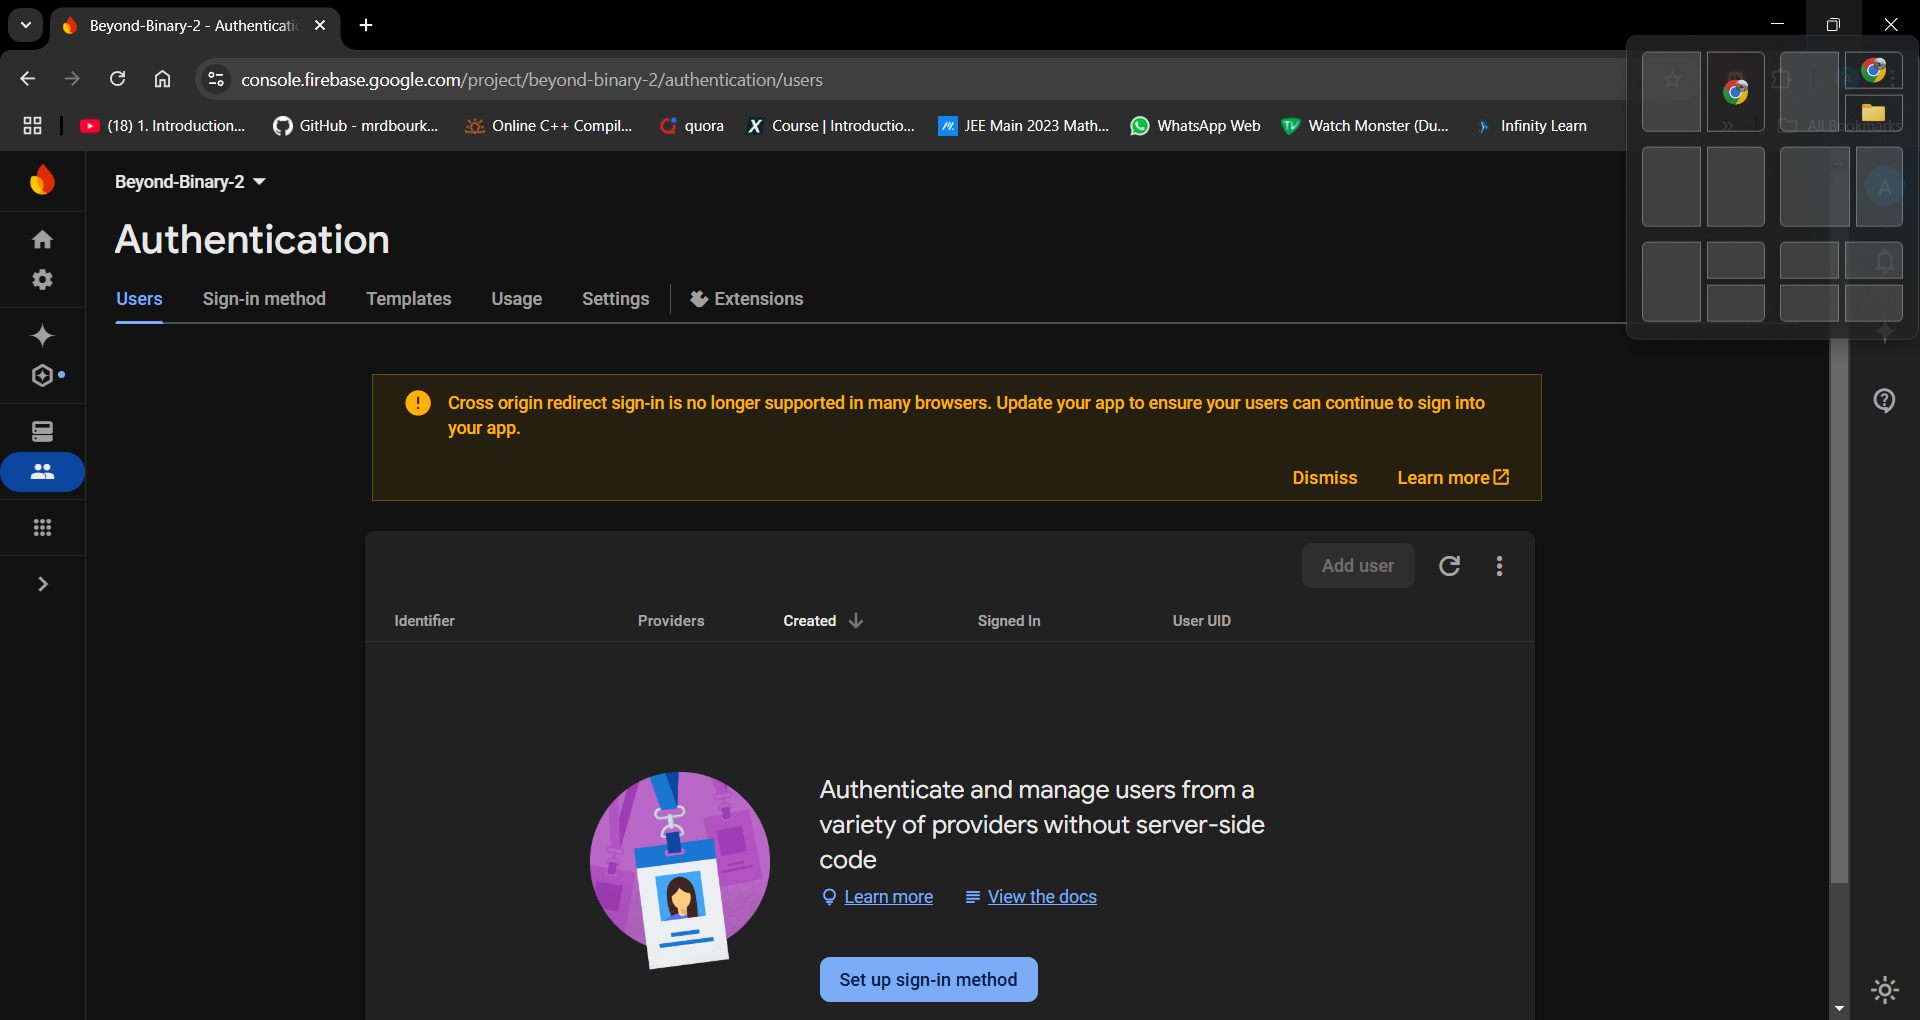 Beyond-Binary-2 - Authenticatio
console.firebase.google.com/project/beyond-binary-2/authentication/users
(18) 1. Introduction... GitHub - mrdbourk... Online C++ Compil... quora Course | Introductio... JEE Main 2023 Math... WhatsApp Web Watch Monster (Du... Infinity Learn All Bookmarks
Beyond-Binary-2
A
Authentication
Users Sign-in method Templates Usage Settings Extensions
Cross origin redirect sign-in is no longer supported in many browsers. Update your app to ensure your users can continue to sign into
your app.
Dismiss Learn more
Add user
Identifier Providers Created Signed In User UID
Authenticate and manage users from a
variety of providers without server-side
code
Learn more View the docs
Set up sign-in method